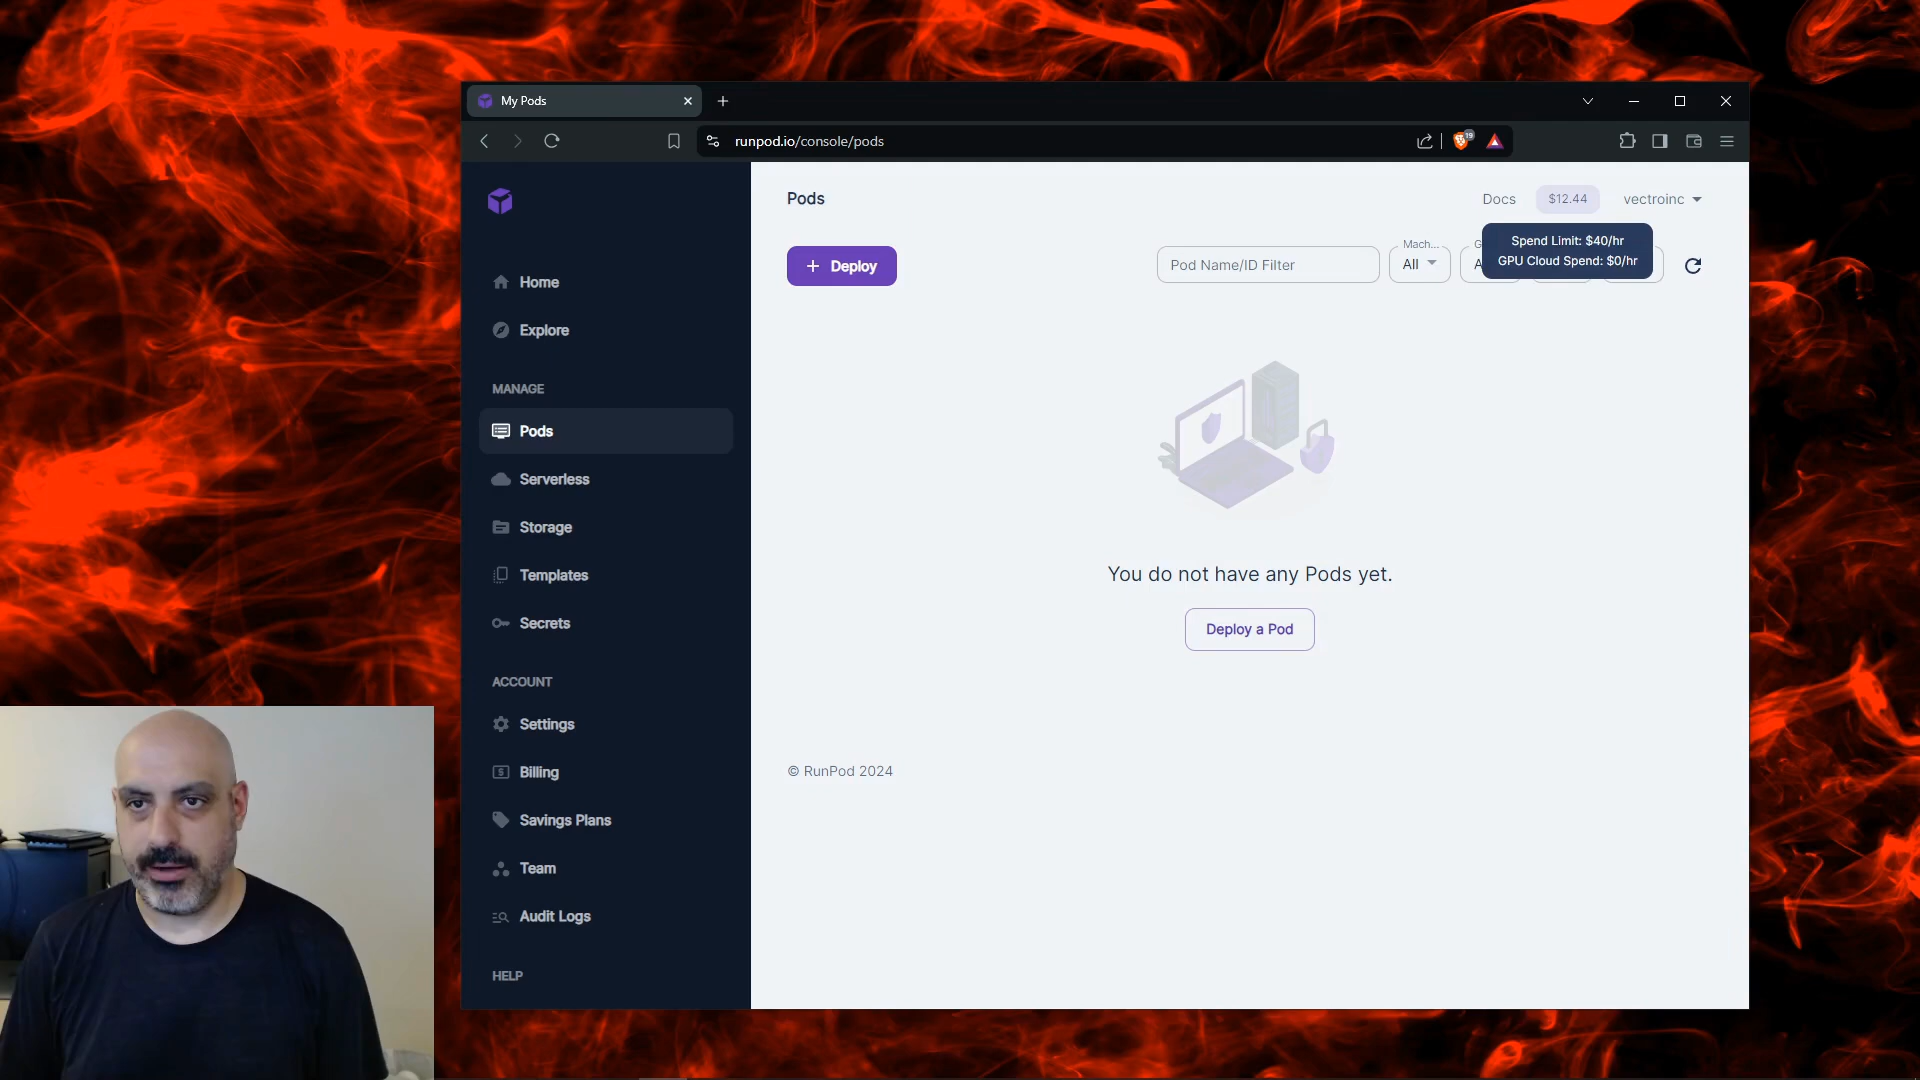 My Pods
runpod.io/console/pods
19
Pods
Docs
$12.44
vectroinc
Spend Limit: $40/hr
GPU Cloud Spend: $0/hr
+ Deploy
Pod Name/ID Filter
Mach...
All
G
A
Home
Explore
MANAGE
Pods
Serverless
Storage
Templates
Secrets
ACCOUNT
Settings
Billing
Savings Plans
Team
Audit Logs
HELP
You do not have any Pods yet.
Deploy a Pod
© RunPod 2024